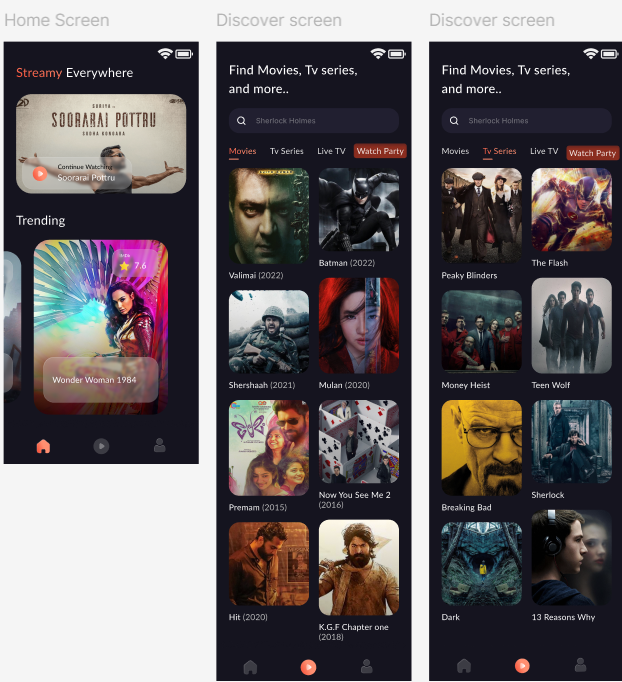 Home Screen
Streamy Everywhere
SURIYA in
SOORARAI POTTRU
SUDHA KONGARA
Continue Watching
Soorarai Pottru
Trending
IMDb
7.6
Wonder Woman 1984
Discover screen
Find Movies, Tv series,
and more..
Sherlock Holmes
Movies Tv Series Live TV Watch Party
Valimai (2022)
Batman (2022)
Shershaah (2021)
Mulan (2020)
Premam (2015)
Now You See Me 2
(2016)
Hit (2020)
K.G.F Chapter one
(2018)
Discover screen
Find Movies, Tv series,
and more..
Sherlock Holmes
Movies Tv Series Live TV Watch Party
Peaky Blinders
The Flash
Money Heist
Teen Wolf
Breaking Bad
Sherlock
Dark
13 Reasons Why